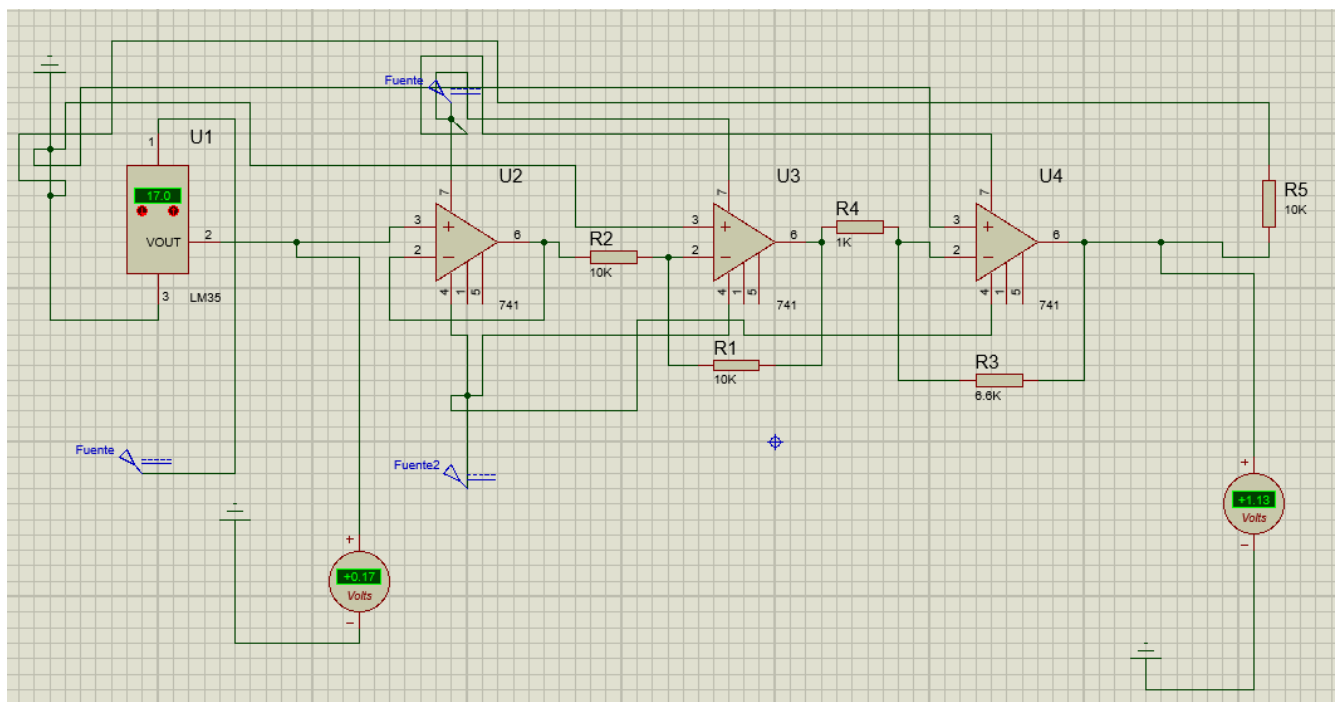 Fuente
1
U1
17.0
VOUT
2
3
LM35
U2
7
3
+
2
−
6
4
1
5
741
R2
10K
U3
7
3
+
2
−
6
4
1
5
741
R1
10K
R4
1K
U4
7
3
+
2
−
6
4
1
5
741
R3
6.6K
R5
10K
Fuente
Fuente2
+
+0.17
Volts
−
+
+1.13
Volts
−